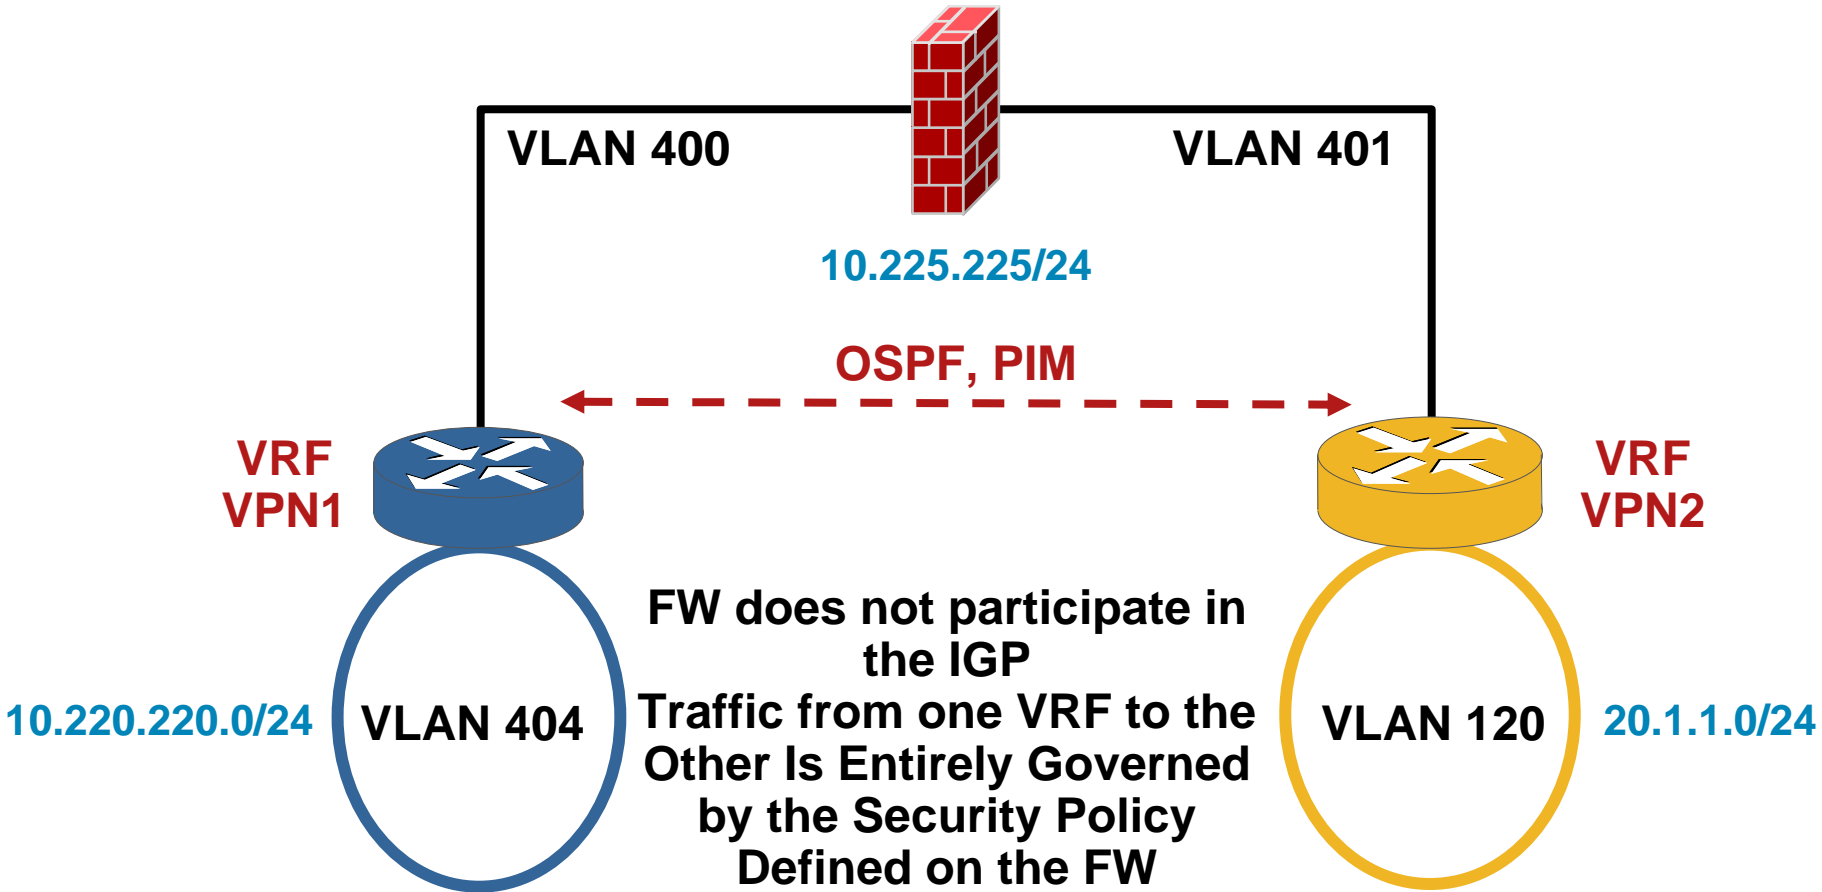 VLAN 400
VLAN 401
10.225.225/24
OSPF, PIM
VRF
VPN1
VRF
VPN2
FW does not participate in
the IGP
Traffic from one VRF to the
Other Is Entirely Governed
by the Security Policy
Defined on the FW
10.220.220.0/24
VLAN 404
VLAN 120
20.1.1.0/24